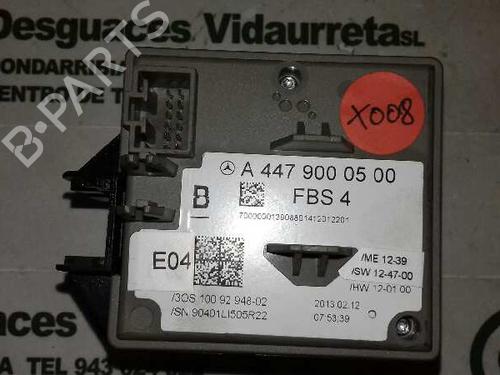 Desguaces Vidaurreta SL
CENTRO DE T
X008
A 447 900 05 00
B
FBS 4
E04
/ME 12-39
/SW 12-47-00
/HW 12-01 00
/3OS 100 92 948-02
/SN 90401LI505R22
2013.02.12
07:53:39
B-PARTS
aces
A TEL 943